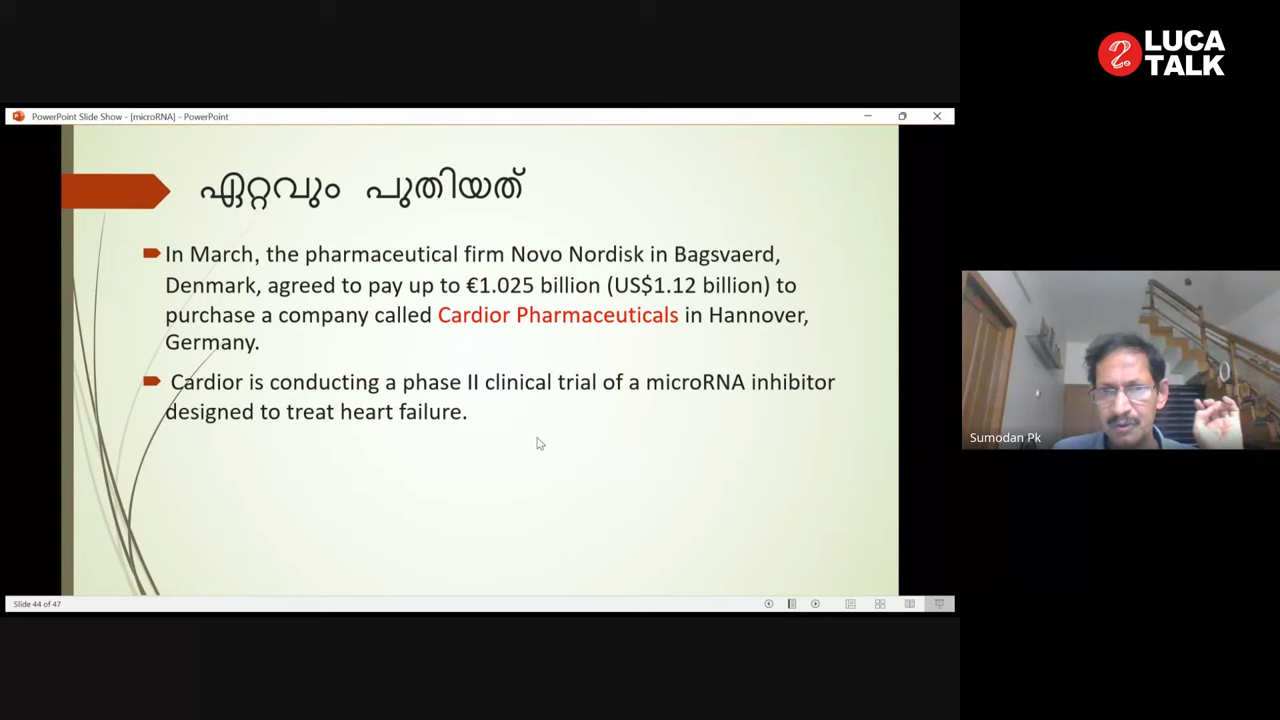 LUCA
TALK
PowerPoint Slide Show - [microRNA] - PowerPoint
ഏറ്റവും പുതിയത്
In March, the pharmaceutical firm Novo Nordisk in Bagsvaerd,
Denmark, agreed to pay up to €1.025 billion (US$1.12 billion) to
purchase a company called Cardior Pharmaceuticals in Hannover,
Germany.
Cardior is conducting a phase II clinical trial of a microRNA inhibitor
designed to treat heart failure.
Sumodan Pk
Slide 44 of 47